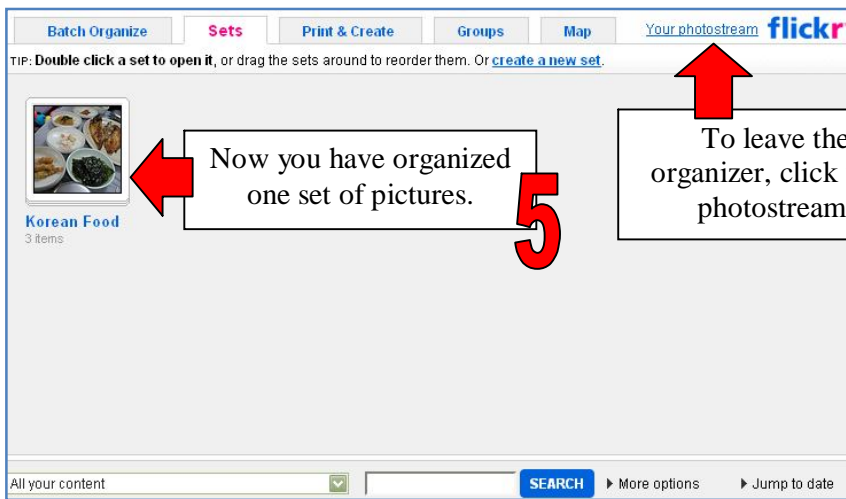 Batch Organize Sets Print & Create Groups Map Your photostream flickr
TIP: Double click a set to open it, or drag the sets around to reorder them. Or create a new set.
Now you have organized
one set of pictures.
5
To leave the
organizer, click
photostream
Korean Food
3 items
All your content SEARCH More options Jump to date